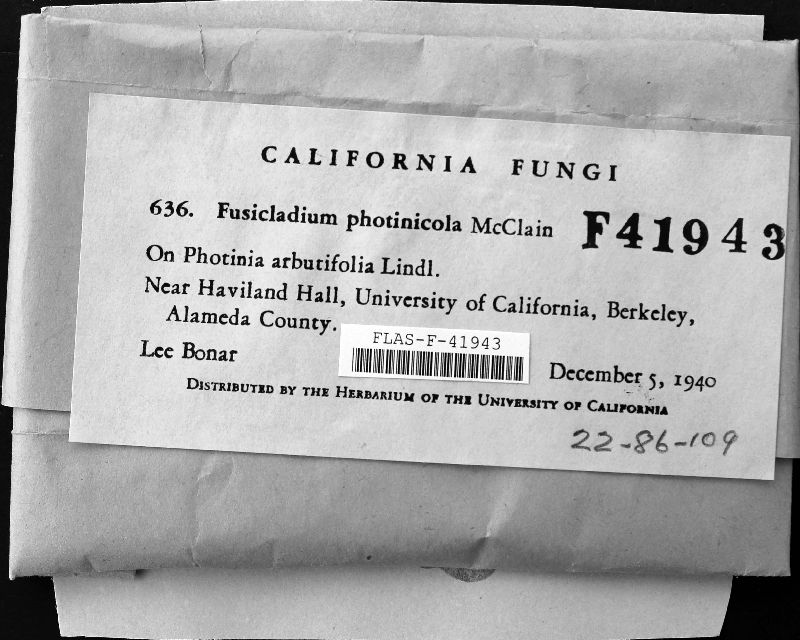 CALIFORNIA FUNGI
636. Fusicladium photinicola McClain F41943
On Photinia arbutifolia Lindl.
Near Haviland Hall, University of California, Berkeley,
Alameda County.
FLAS-F-41943
Lee Bonar December 5, 1940
DISTRIBUTED BY THE HERBARIUM OF THE UNIVERSITY OF CALIFORNIA
22-86-109